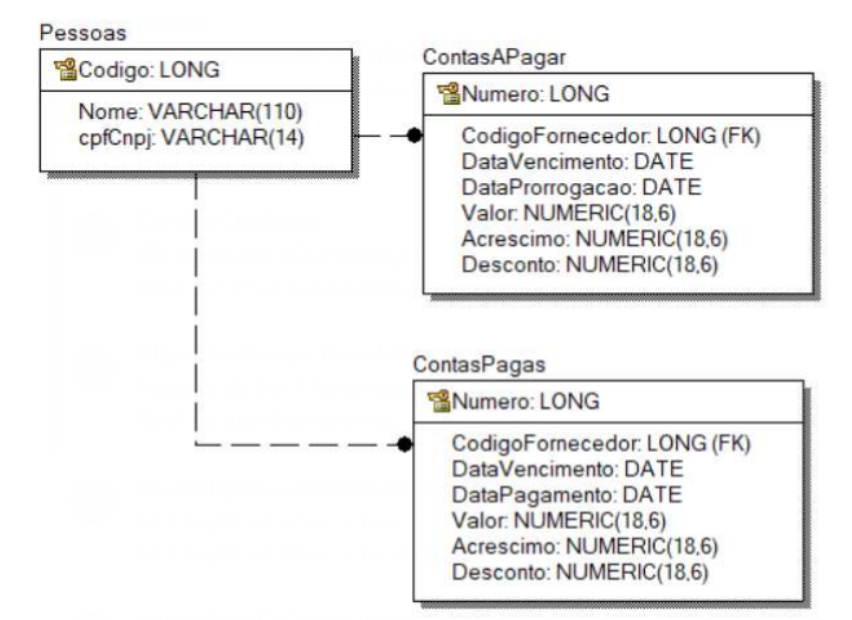 Pessoas
Codigo: LONG
Nome: VARCHAR(110)
cpfCnpj: VARCHAR(14)
ContasAPagar
Numero: LONG
CodigoFornecedor: LONG (FK)
DataVencimento: DATE
DataProrrogacao: DATE
Valor: NUMERIC(18,6)
Acrescimo: NUMERIC(18,6)
Desconto: NUMERIC(18,6)
ContasPagas
Numero: LONG
CodigoFornecedor: LONG (FK)
DataVencimento: DATE
DataPagamento: DATE
Valor: NUMERIC(18,6)
Acrescimo: NUMERIC(18,6)
Desconto: NUMERIC(18,6)